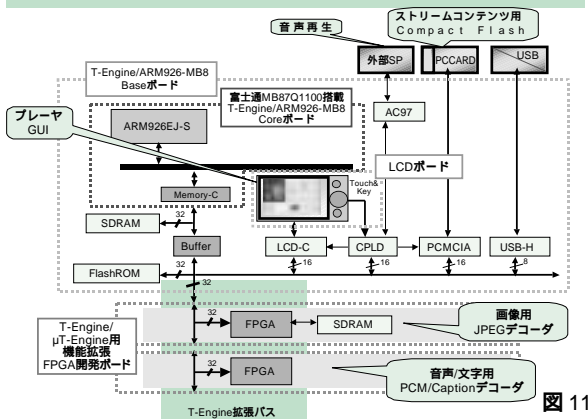 音声再生
ストリームコンテンツ用
Compact Flash
外部SP
PCCARD
USB
T-Engine/ARM926-MB8
Baseボード
富士通MB87Q1100搭載
T-Engine/ARM926-MB8
Coreボード
プレーヤ
GUI
ARM926EJ-S
AC97
LCDボード
Memory-C
Touch&
Key
SDRAM
32
Buffer
LCD-C
CPLD
PCMCIA
USB-H
FlashROM
32
32
16
16
16
8
T-Engine/
μT-Engine用
機能拡張
FPGA開発ボード
32
FPGA
SDRAM
画像用
JPEGデコーダ
32
FPGA
音声/文字用
PCM/Captionデコーダ
T-Engine拡張バス
図11